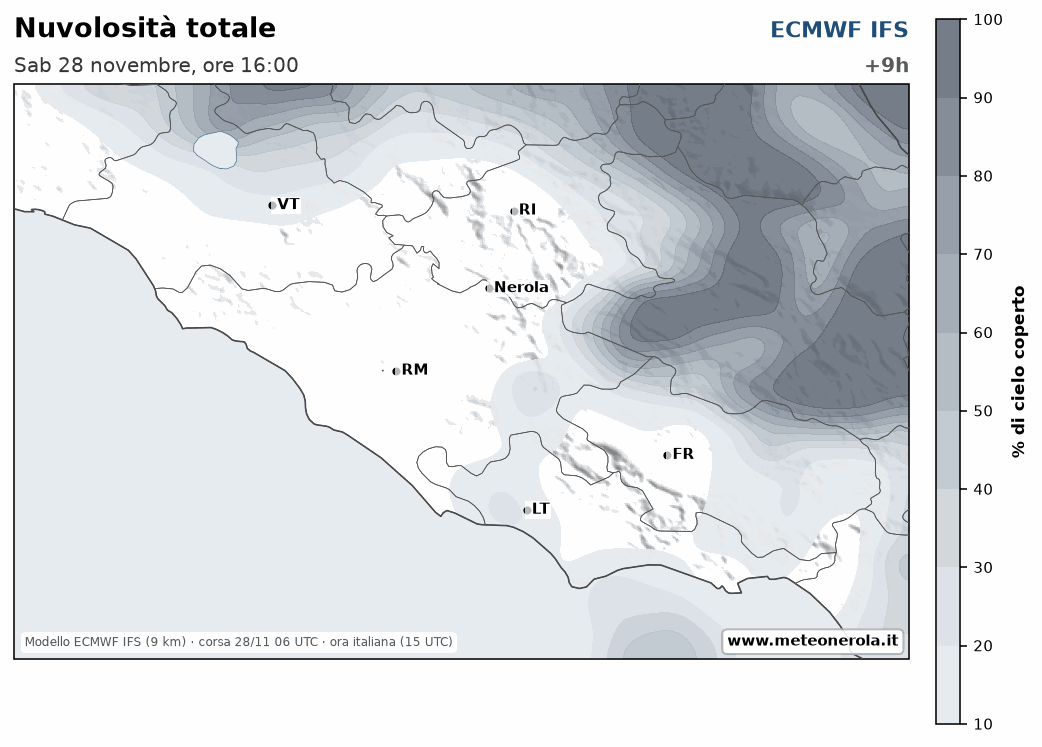 Nuvolosità totale
ECMWF IFS
Sab 28 novembre, ore 16:00
+9h
VT
RI
Nerola
RM
FR
LT
Modello ECMWF IFS (9 km) · corsa 28/11 06 UTC · ora italiana (15 UTC)
www.meteonerola.it
100
90
80
70
60
50
40
30
20
10
% di cielo coperto